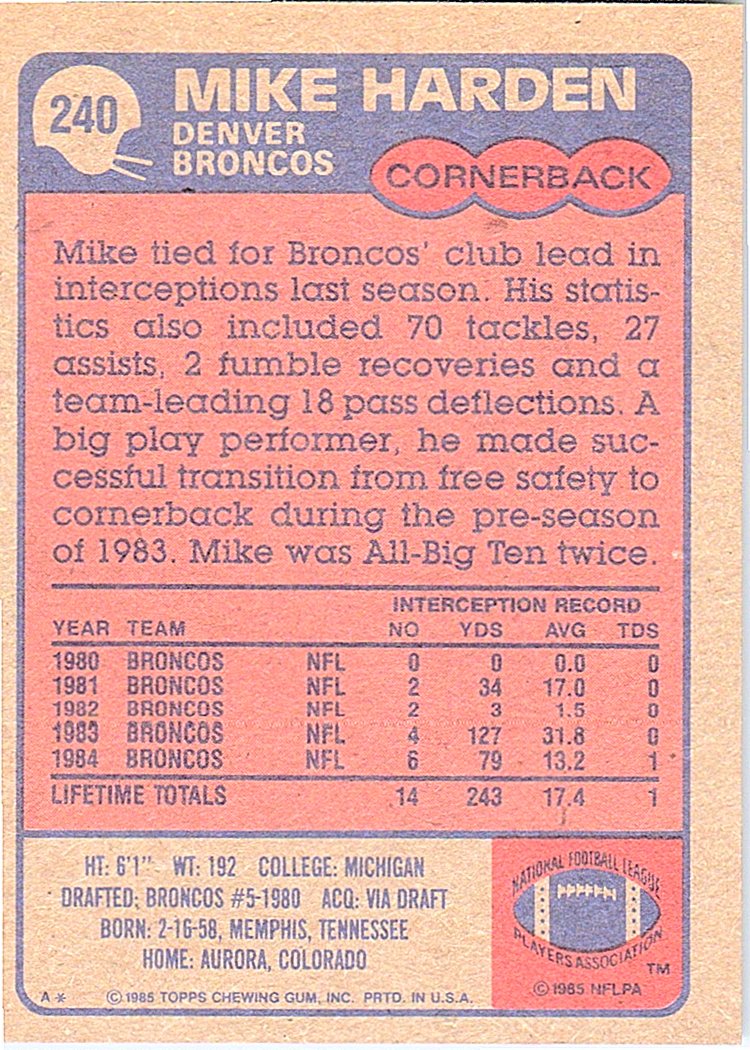 240
MIKE HARDEN
DENVER
BRONCOS
CORNERBACK
Mike tied for Broncos' club lead in
interceptions last season. His statis-
tics also included 70 tackles, 27
assists, 2 fumble recoveries and a
team-leading 18 pass deflections. A
big play performer, he made suc-
cessful transition from free safety to
cornerback during the pre-season
of 1983. Mike was All-Big Ten twice.
INTERCEPTION RECORD
YEAR TEAM NO YDS AVG TDS
1980 BRONCOS NFL 0 0 0.0 0
1981 BRONCOS NFL 2 34 17.0 0
1982 BRONCOS NFL 2 3 1.5 0
1983 BRONCOS NFL 4 127 31.8 0
1984 BRONCOS NFL 6 79 13.2 1
LIFETIME TOTALS 14 243 17.4 1
HT: 6'1" WT: 192 COLLEGE: MICHIGAN
DRAFTED: BRONCOS #5-1980 ACQ: VIA DRAFT
BORN: 2-16-58, MEMPHIS, TENNESSEE
HOME: AURORA, COLORADO
A* ©1985 TOPPS CHEWING GUM, INC. PRTD. IN U.S.A.
NATIONAL FOOTBALL LEAGUE
PLAYERS ASSOCIATION
TM
©1985 NFLPA